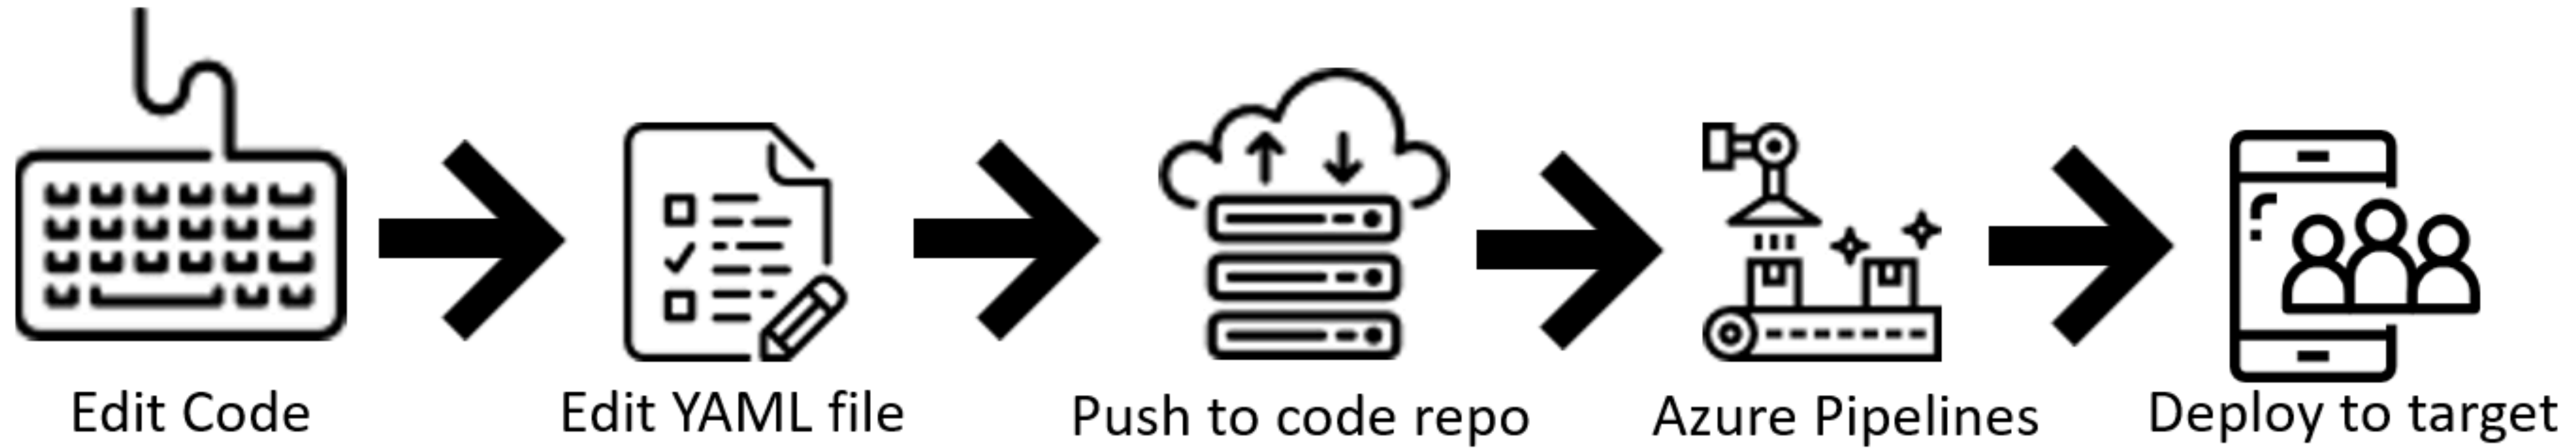 Edit Code
Edit YAML file
Push to code repo
Azure Pipelines
Deploy to target